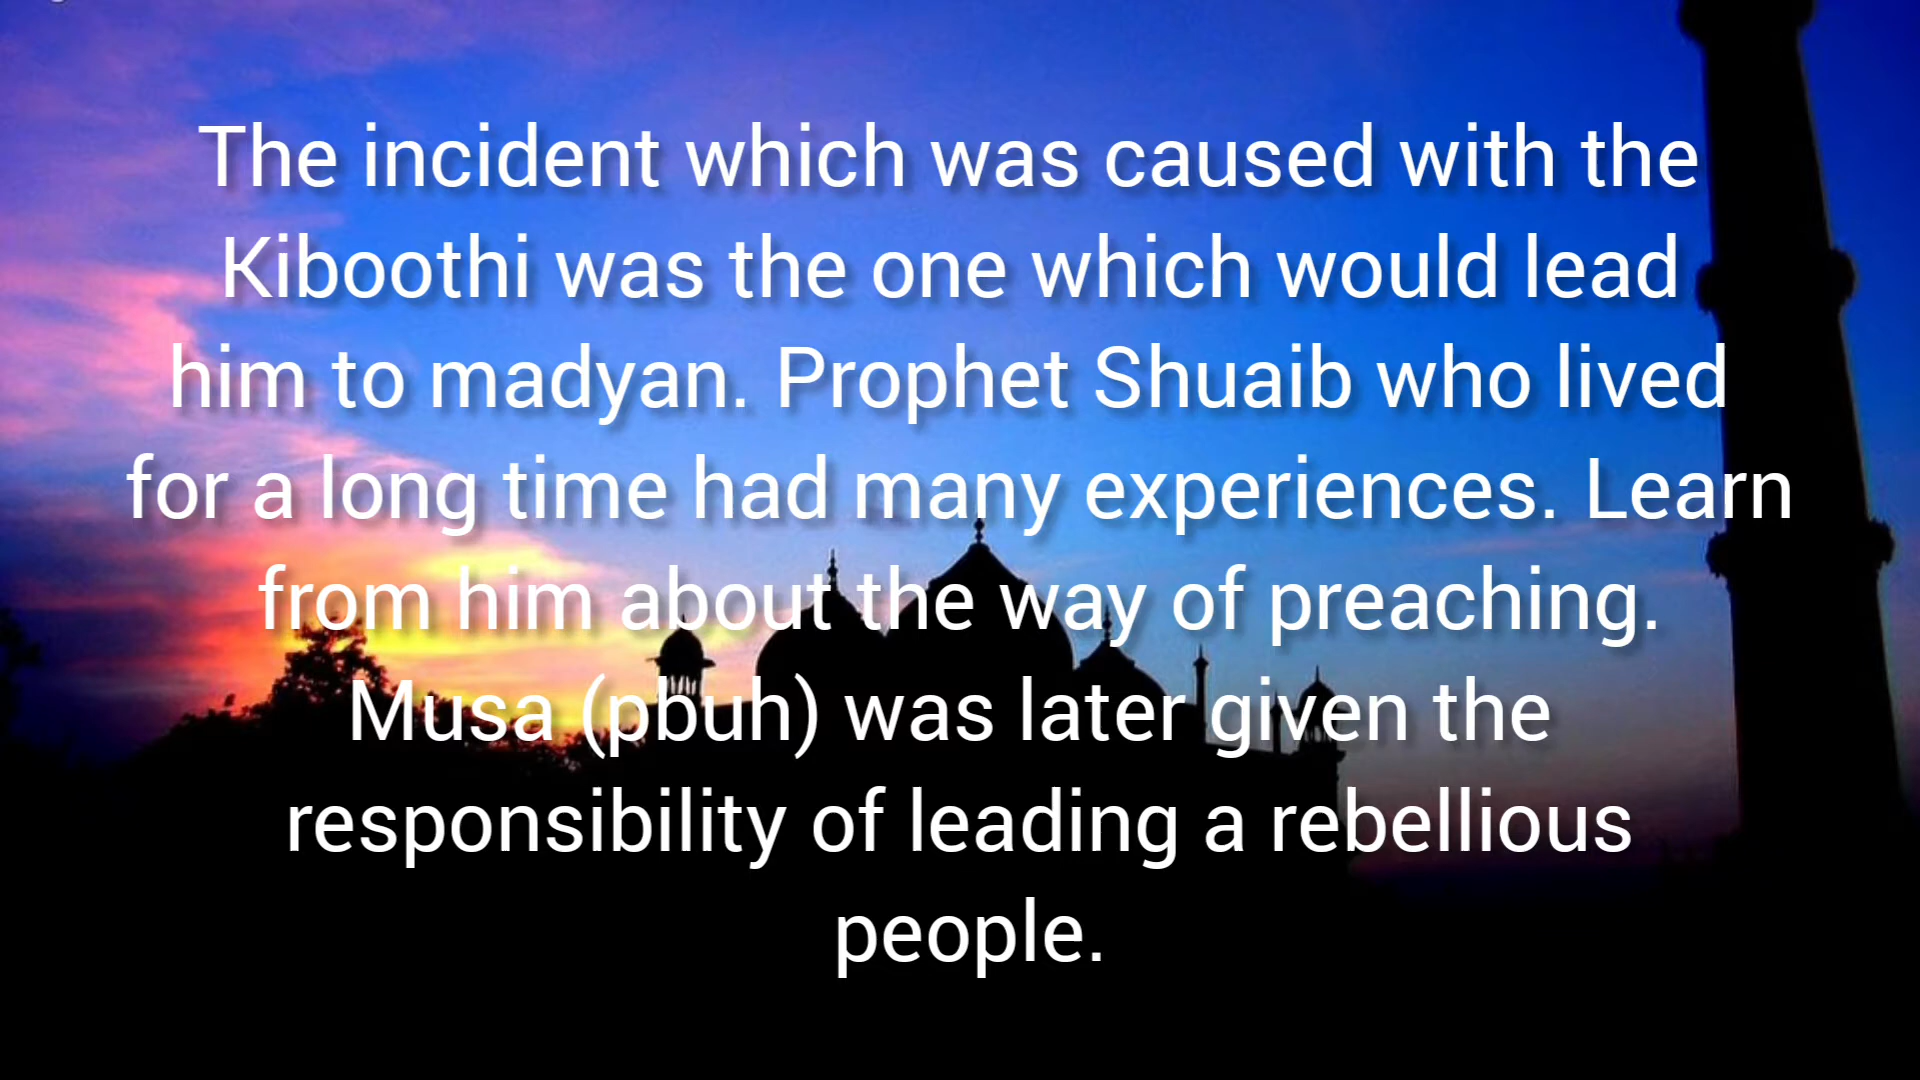 The incident which was caused with the
Kiboothi was the one which would lead
him to madyan. Prophet Shuaib who lived
for a long time had many experiences. Learn
from him about the way of preaching.
Musa (pbuh) was later given the
responsibility of leading a rebellious
people.